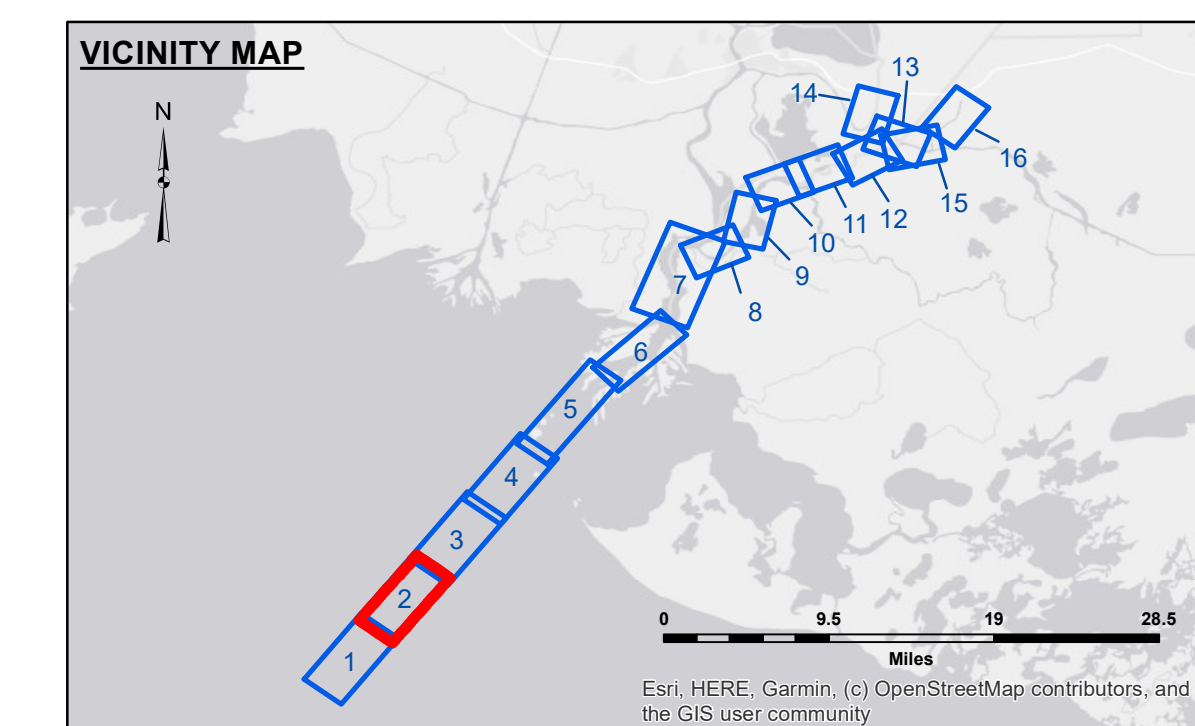 VICINITY MAP
N
13
14
16
15
12
11
10
9
8
7
6
5
4
3
2
1
0 9.5 19 28.5
Miles
Esri, HERE, Garmin, (c) OpenStreetMap contributors, and
the GIS user community